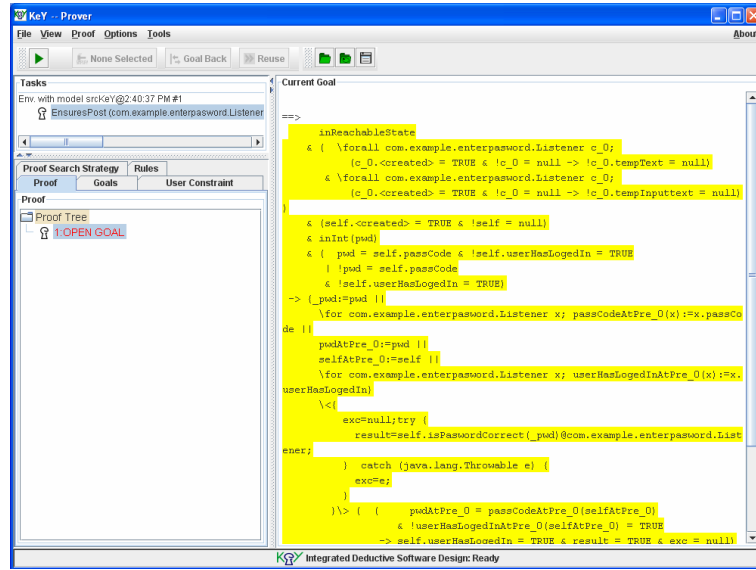 KeY -- Prover
File View Proof Options Tools About
None Selected Goal Back Reuse
Tasks
Env. with model srcKeY@2:40:37 PM #1
EnsuresPost (com.example.enterpasword.Listener
Proof Search Strategy Rules
Proof Goals User Constraint
Proof
Proof Tree
1:OPEN GOAL
Current Goal
==>
inReachableState
& ( \forall com.example.enterpasword.Listener c_0;
(c_0.<created> = TRUE & !c_0 = null -> !c_0.tempText = null)
& \forall com.example.enterpasword.Listener c_0;
(c_0.<created> = TRUE & !c_0 = null -> !c_0.tempInputtext = null)
)
& (self.<created> = TRUE & !self = null)
& inInt(pwd)
& ( pwd = self.passCode & !self.userHasLogedIn = TRUE
| !pwd = self.passCode
& !self.userHasLogedIn = TRUE)
-> {_pwd:=pwd ||
\for com.example.enterpasword.Listener x; passCodeAtPre_0(x):=x.passCo
de ||
pwdAtPre_0:=pwd ||
selfAtPre_0:=self ||
\for com.example.enterpasword.Listener x; userHasLogedInAtPre_0(x):=x.
userHasLogedIn}
\<{
exc=null;try {
result=self.isPaswordCorrect(_pwd)@com.example.enterpasword.List
ener;
} catch (java.lang.Throwable e) {
exc=e;
}
}\> ( ( pwdAtPre_0 = passCodeAtPre_0(selfAtPre_0)
& !userHasLogedInAtPre_0(selfAtPre_0) = TRUE
-> self.userHasLogedIn = TRUE & result = TRUE & exc = null)
KeY Integrated Deductive Software Design: Ready